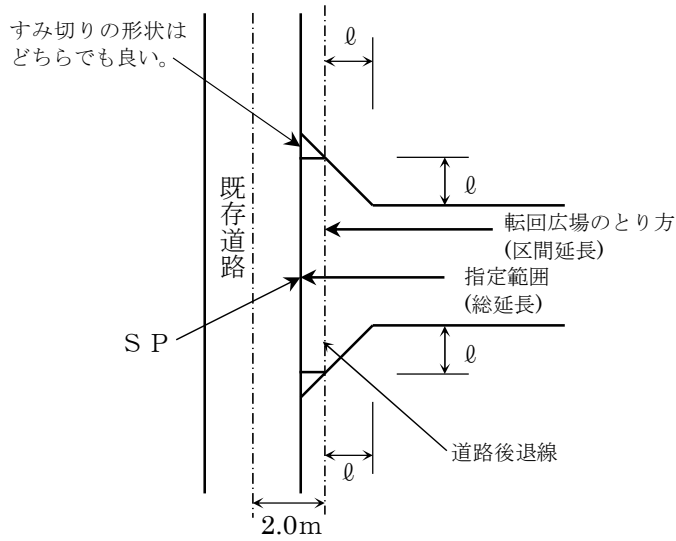 すみ切りの形状は
どちらでも良い。
ℓ
ℓ
既存道路
転回広場のとり方
(区間延長)
指定範囲
(総延長)
ＳＰ
ℓ
道路後退線
ℓ
2.0m